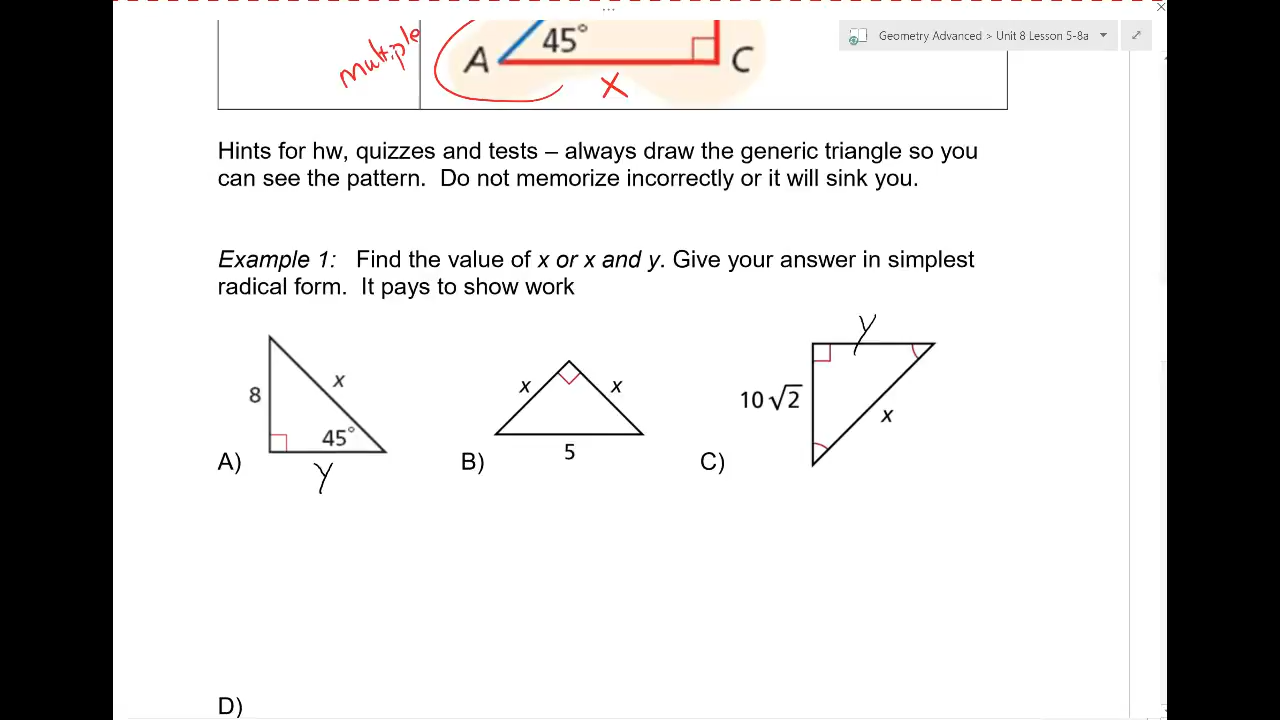 multiple
45°
A
C
x
Geometry Advanced > Unit 8 Lesson 5-8a
Hints for hw, quizzes and tests – always draw the generic triangle so you
can see the pattern.  Do not memorize incorrectly or it will sink you.
Example 1:   Find the value of x or x and y. Give your answer in simplest
radical form.  It pays to show work
8
x
45°
y
A)
x
x
5
B)
y
10√2
x
C)
D)